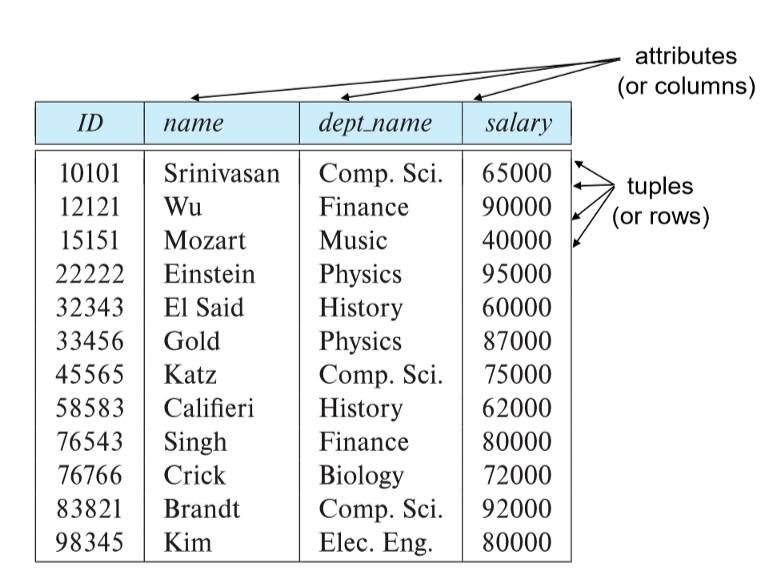 attributes
(or columns)
ID name dept_name salary
10101 Srinivasan Comp. Sci. 65000
12121 Wu Finance 90000
15151 Mozart Music 40000
22222 Einstein Physics 95000
32343 El Said History 60000
33456 Gold Physics 87000
45565 Katz Comp. Sci. 75000
58583 Califieri History 62000
76543 Singh Finance 80000
76766 Crick Biology 72000
83821 Brandt Comp. Sci. 92000
98345 Kim Elec. Eng. 80000
tuples
(or rows)